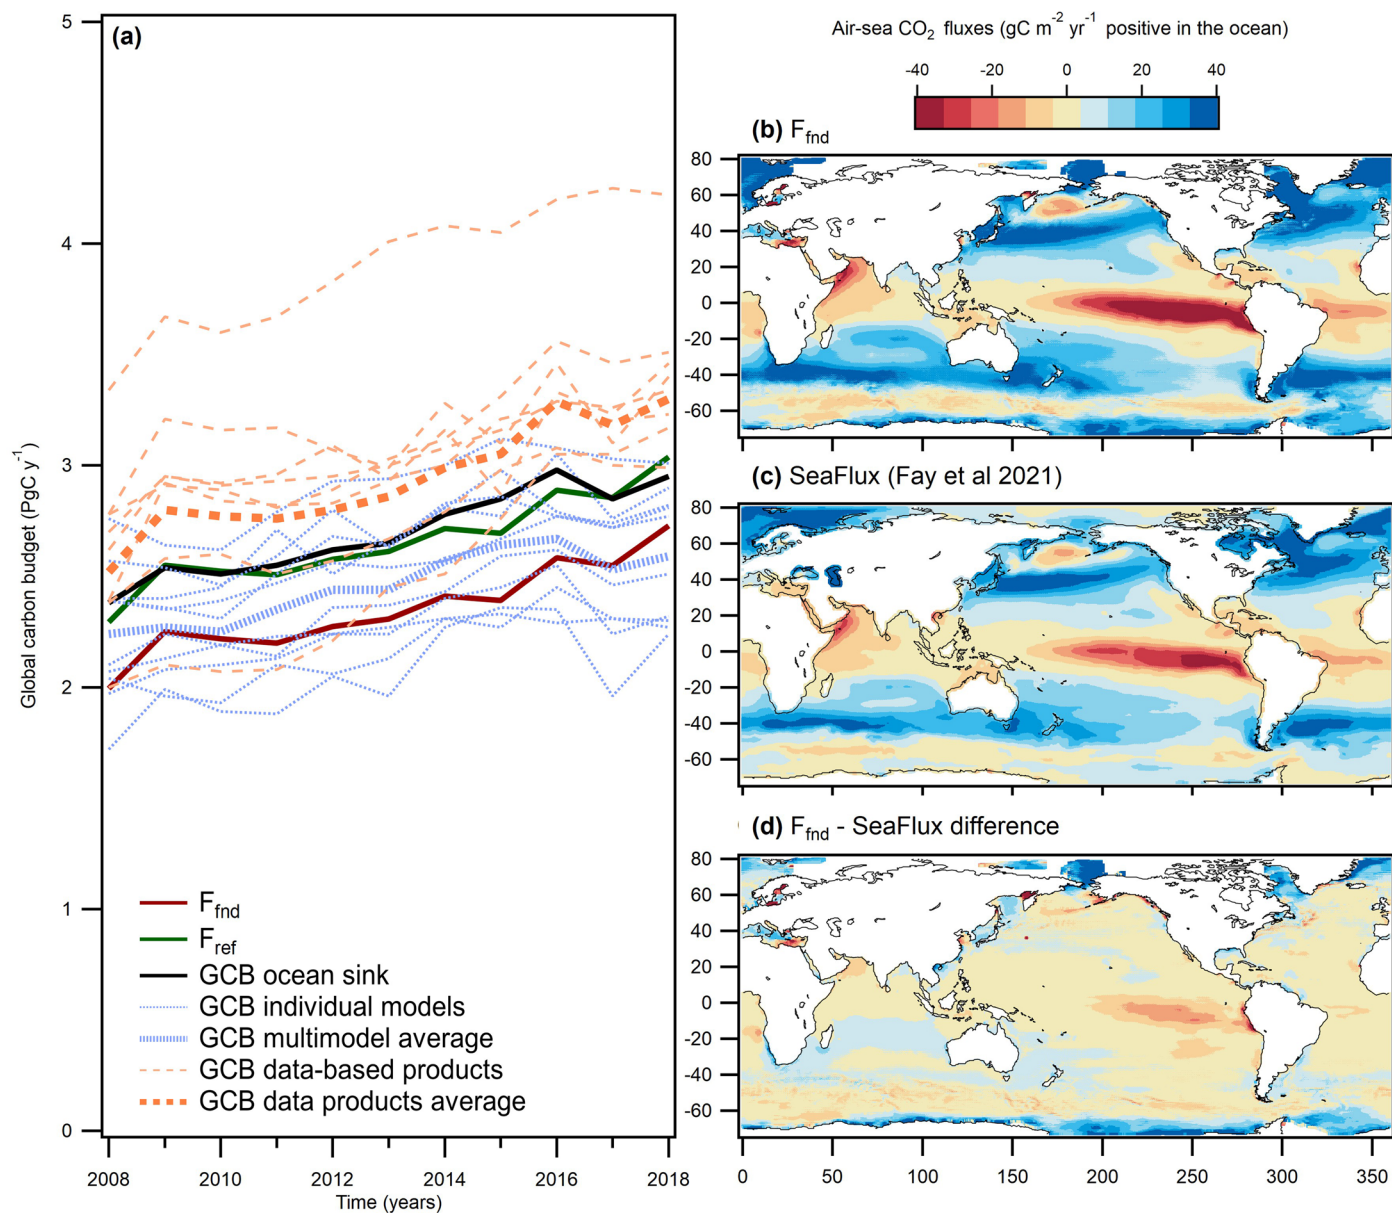 (a)
5
4
3
2
1
0
Global carbon budget (PgC y⁻¹)
F_fnd
F_ref
GCB ocean sink
GCB individual models
GCB multimodel average
GCB data-based products
GCB data products average
2008 2010 2012 2014 2016 2018
Time (years)
Air-sea CO₂ fluxes (gC m⁻² yr⁻¹ positive in the ocean)
-40 -20 0 20 40
(b) F_fnd
80
60
40
20
0
-20
-40
-60
(c) SeaFlux (Fay et al 2021)
80
60
40
20
0
-20
-40
-60
(d) F_fnd - SeaFlux difference
80
60
40
20
0
-20
-40
-60
0 50 100 150 200 250 300 350